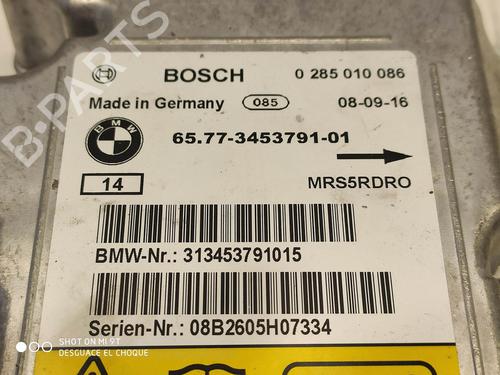 BOSCH 0 285 010 086
Made in Germany 085 08-09-16
BMW
65.77-3453791-01
14 MRS5RDRO
BMW-Nr.: 313453791015
Serien-Nr.: 08B2605H07334
SHOT ON MI 9T
DESGUACE EL CHOQUE
B-PARTS